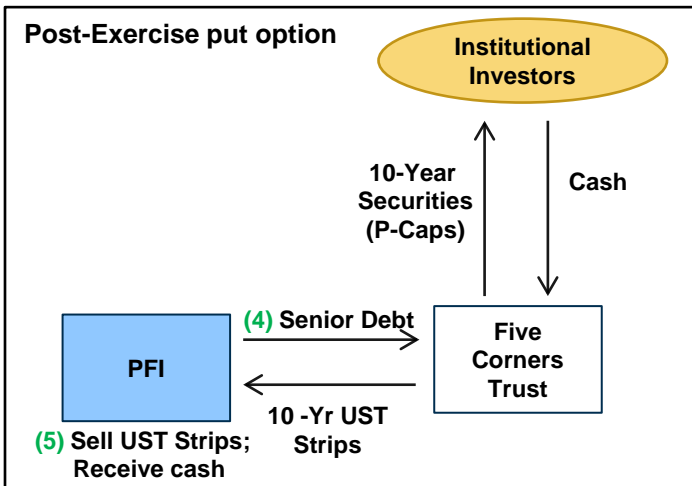 Post-Exercise put option
Institutional
Investors
10-Year
Securities
(P-Caps)
Cash
(4) Senior Debt
PFI
Five
Corners
Trust
10 -Yr UST
Strips
(5) Sell UST Strips;
Receive cash